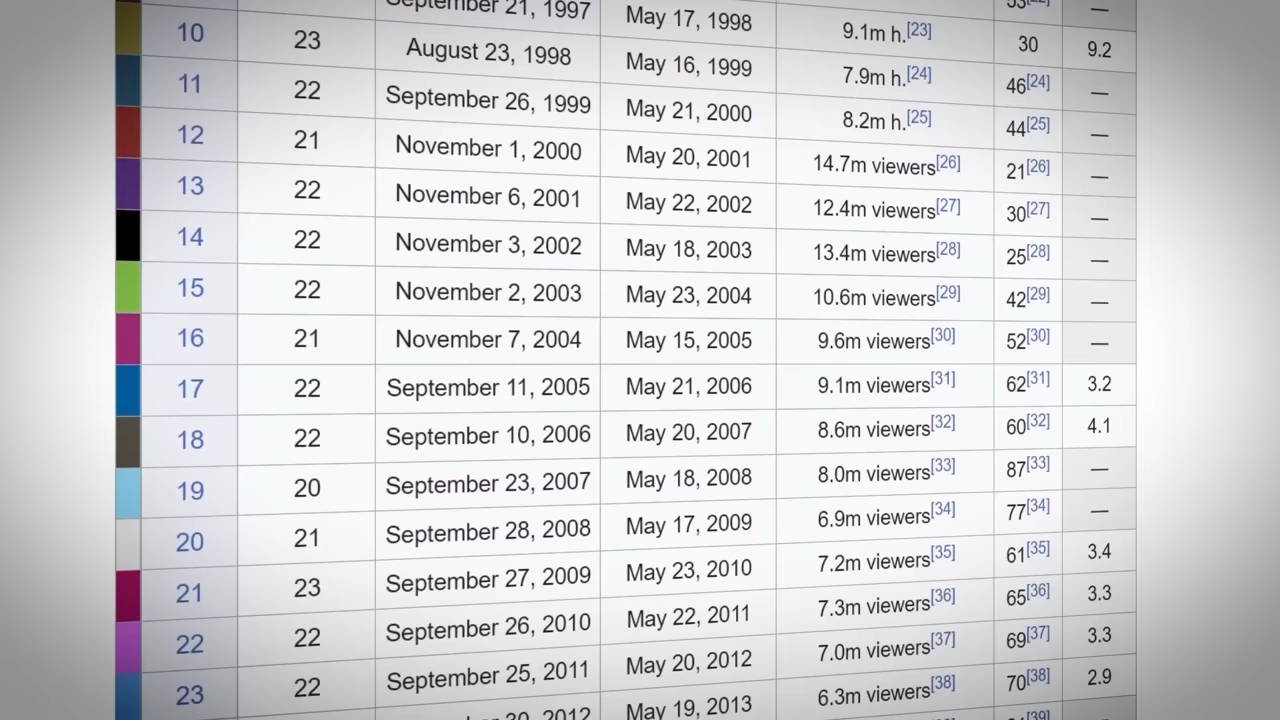 53[22] —
September 21, 1997 May 17, 1998 9.1m h.[23] 30 9.2
10 23 August 23, 1998 May 16, 1999 7.9m h.[24] 46[24] —
11 22 September 26, 1999 May 21, 2000 8.2m h.[25] 44[25] —
12 21 November 1, 2000 May 20, 2001 14.7m viewers[26] 21[26] —
13 22 November 6, 2001 May 22, 2002 12.4m viewers[27] 30[27] —
14 22 November 3, 2002 May 18, 2003 13.4m viewers[28] 25[28] —
15 22 November 2, 2003 May 23, 2004 10.6m viewers[29] 42[29] —
16 21 November 7, 2004 May 15, 2005 9.6m viewers[30] 52[30] —
17 22 September 11, 2005 May 21, 2006 9.1m viewers[31] 62[31] 3.2
18 22 September 10, 2006 May 20, 2007 8.6m viewers[32] 60[32] 4.1
19 20 September 23, 2007 May 18, 2008 8.0m viewers[33] 87[33] —
20 21 September 28, 2008 May 17, 2009 6.9m viewers[34] 77[34] —
21 23 September 27, 2009 May 23, 2010 7.2m viewers[35] 61[35] 3.4
22 22 September 26, 2010 May 22, 2011 7.3m viewers[36] 65[36] 3.3
23 22 September 25, 2011 May 20, 2012 7.0m viewers[37] 69[37] 3.3
30, 2012 May 19, 2013 6.3m viewers[38] 70[38] 2.9
[39]